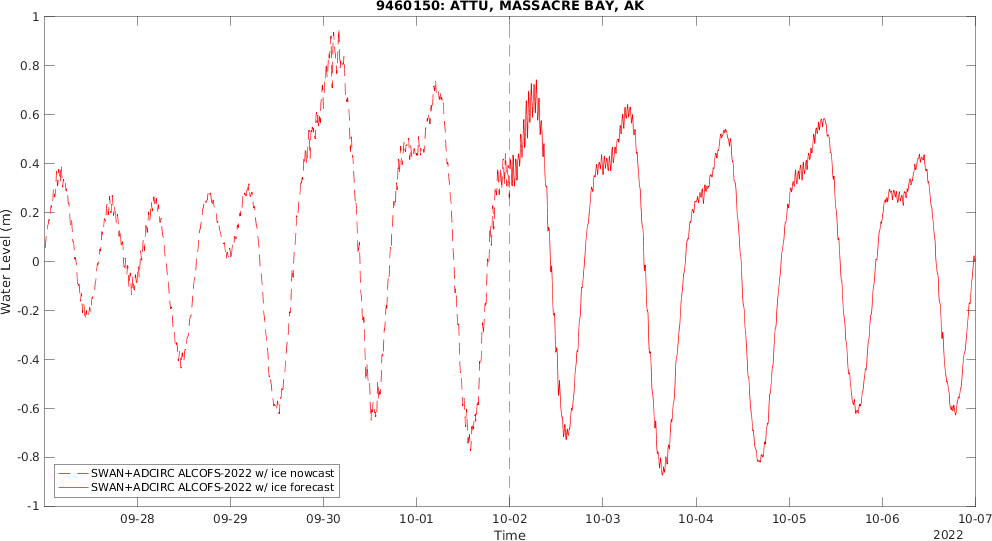 9460150: ATTU, MASSACRE BAY, AK
1
0.8
0.6
0.4
0.2
0
-0.2
-0.4
-0.6
-0.8
-1
Water Level (m)
SWAN+ADCIRC ALCOFS-2022 w/ ice nowcast
SWAN+ADCIRC ALCOFS-2022 w/ ice forecast
09-28 09-29 09-30 10-01 10-02 10-03 10-04 10-05 10-06 10-07
Time
2022